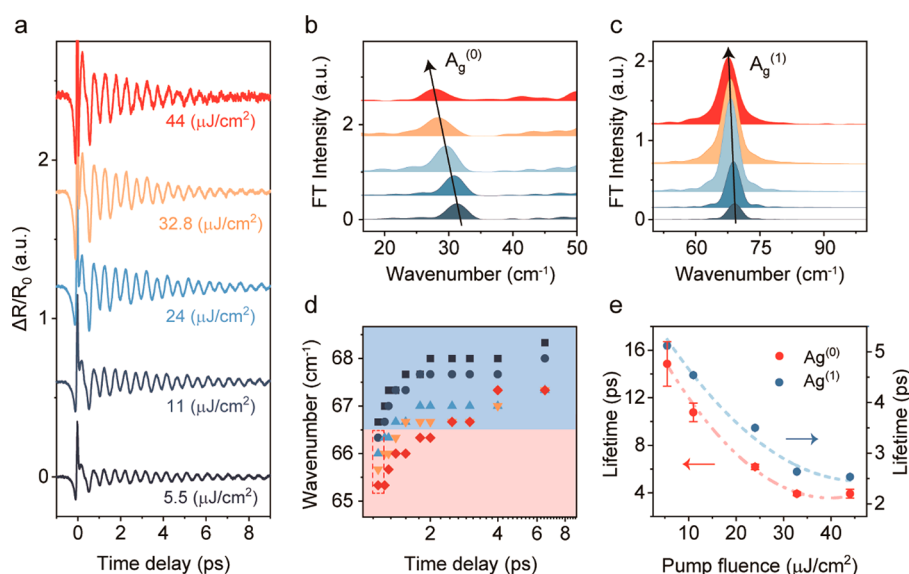 a
ΔR/R₀ (a.u.)
2
1
0
44 (μJ/cm²)
32.8 (μJ/cm²)
24 (μJ/cm²)
11 (μJ/cm²)
5.5 (μJ/cm²)
0 2 4 6 8
Time delay (ps)
b
FT Intensity (a.u.)
2
0
Ag⁽⁰⁾
20 30 40 50
Wavenumber (cm⁻¹)
c
FT Intensity (a.u.)
2
1
0
Ag⁽¹⁾
60 75 90
Wavenumber (cm⁻¹)
d
Wavenumber (cm⁻¹)
68
67
66
65
2 4 6 8
Time delay (ps)
e
Lifetime (ps)
16
12
8
4
Ag⁽⁰⁾
Ag⁽¹⁾
5
4
3
2
Lifetime (ps)
0 10 20 30 40
Pump fluence (μJ/cm²)